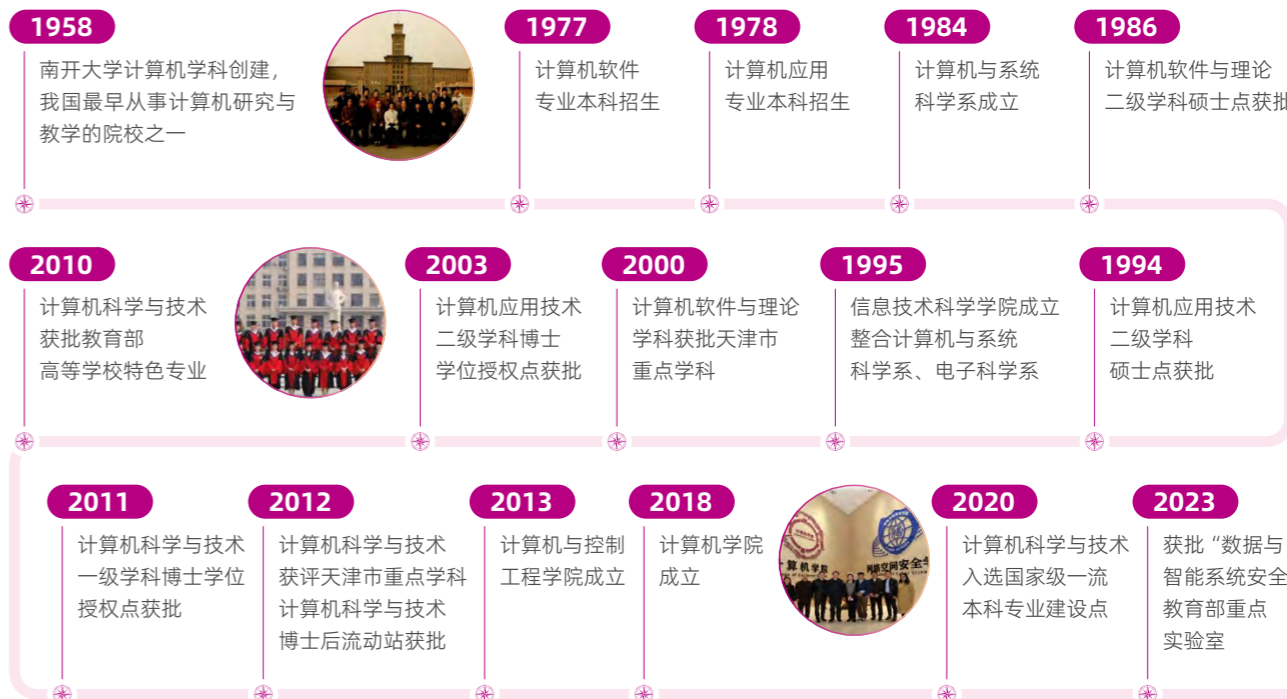 1958
南开大学计算机学科创建，
我国最早从事计算机研究与
教学的院校之一
1977
计算机软件
专业本科招生
1978
计算机应用
专业本科招生
1984
计算机与系统
科学系成立
1986
计算机软件与理论
二级学科硕士点获批
2010
计算机科学与技术
获批教育部
高等学校特色专业
2003
计算机应用技术
二级学科博士
学位授权点获批
2000
计算机软件与理论
学科获批天津市
重点学科
1995
信息技术科学学院成立
整合计算机与系统
科学系、电子科学系
1994
计算机应用技术
二级学科
硕士点获批
2011
计算机科学与技术
一级学科博士学位
授权点获批
2012
计算机科学与技术
获评天津市重点学科
计算机科学与技术
博士后流动站获批
2013
计算机与控制
工程学院成立
2018
计算机学院
成立
计算机学院
网络空间安全学
2020
计算机科学与技术
入选国家级一流
本科专业建设点
2023
获批“数据与
智能系统安全
教育部重点
实验室